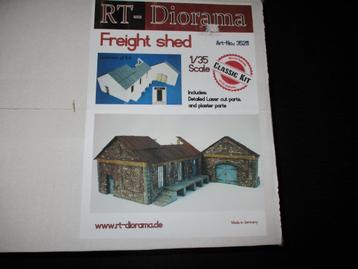 RT- Diorama
Freight shed
Art-No.: 35211
1/35
Scale
CLASSIC KIT
Includes:
Detailed Laser cut parts,
and plaster parts
www.rt-diorama.de
Made in Germany